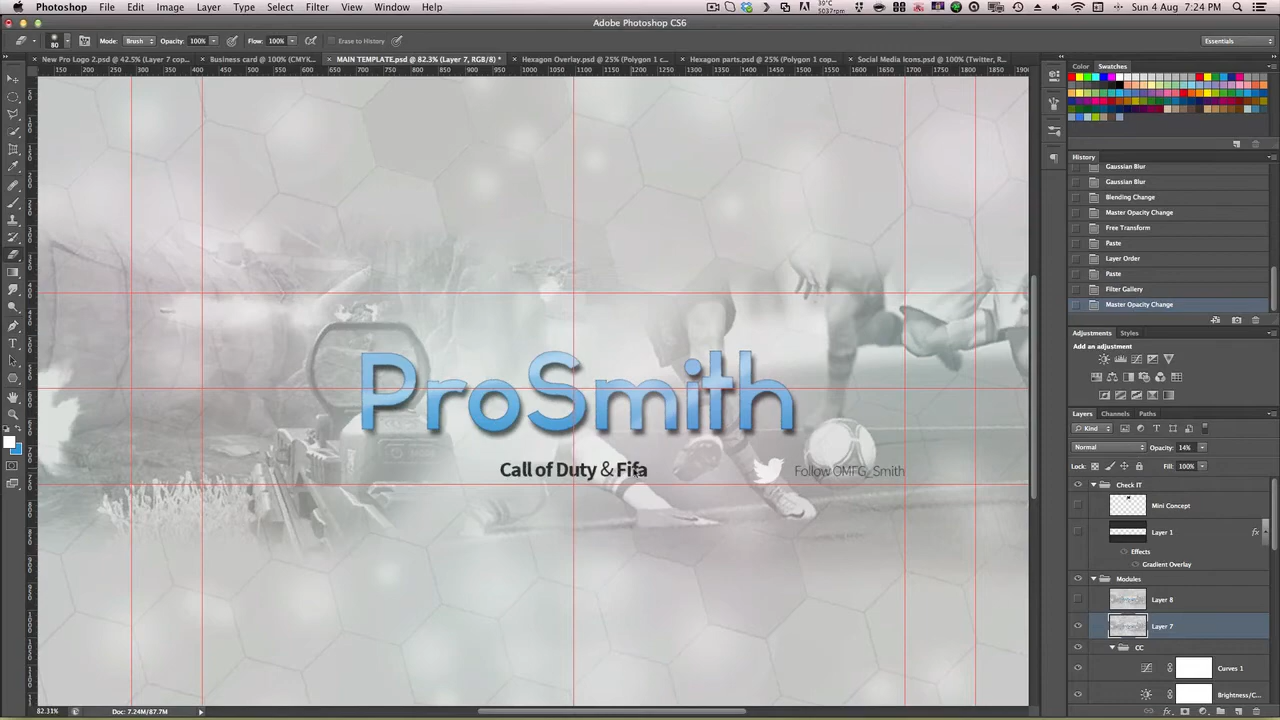 Photoshop File Edit Image Layer Type Select Filter View Window Help
Sun 4 Aug 7:24 PM
Adobe Photoshop CS6
80 Mode: Brush Opacity: 100% Flow: 100% Erase to History Essentials
New Pro Logo 2.psd @ 42.5% (Layer 7 cop... Business card @ 100% (CMYK... MAIN TEMPLATE.psd @ 82.3% (Layer 7, RGB/8) * Hexagon Overlay.psd @ 25% (Polygon 1 c... Hexagon parts.psd @ 25% (Polygon 1 cop... Social Media Icons.psd @ 100% (Twitter, R...
Color Swatches
History
Gaussian Blur
Gaussian Blur
Blending Change
Master Opacity Change
Free Transform
Paste
Layer Order
Paste
Filter Gallery
Master Opacity Change
Adjustments Styles
Add an adjustment
Layers Channels Paths
Kind
Normal Opacity: 14%
Lock: Fill: 100%
Check IT
Mini Concept
Layer 1 fx
Effects
Gradient Overlay
Modules
Layer 8
Layer 7
CC
Curves 1
Brightness/C...
ProSmith
Call of Duty & Fifa
Follow OMFG_Smith
82.31% Doc: 7.24M/87.7M